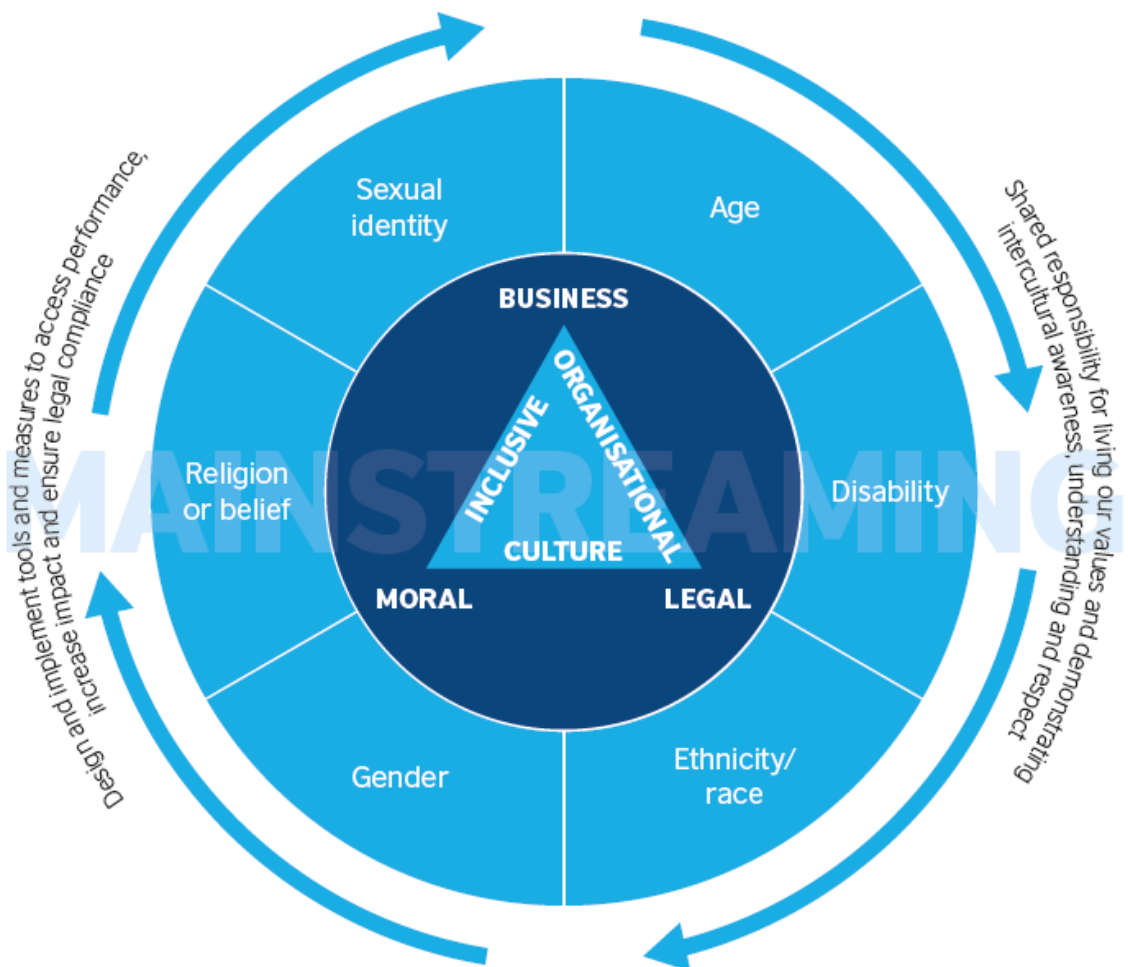 Design and implement tools and measures to access performance,
increase impact and ensure legal compliance
Shared responsibility for living our values and demonstrating
intercultural awareness, understanding and respect
Sexual
identity
Age
BUSINESS
INCLUSIVE
ORGANISATIONAL
CULTURE
MORAL
LEGAL
Religion
or belief
Disability
MAINSTREAMING
Gender
Ethnicity/
race